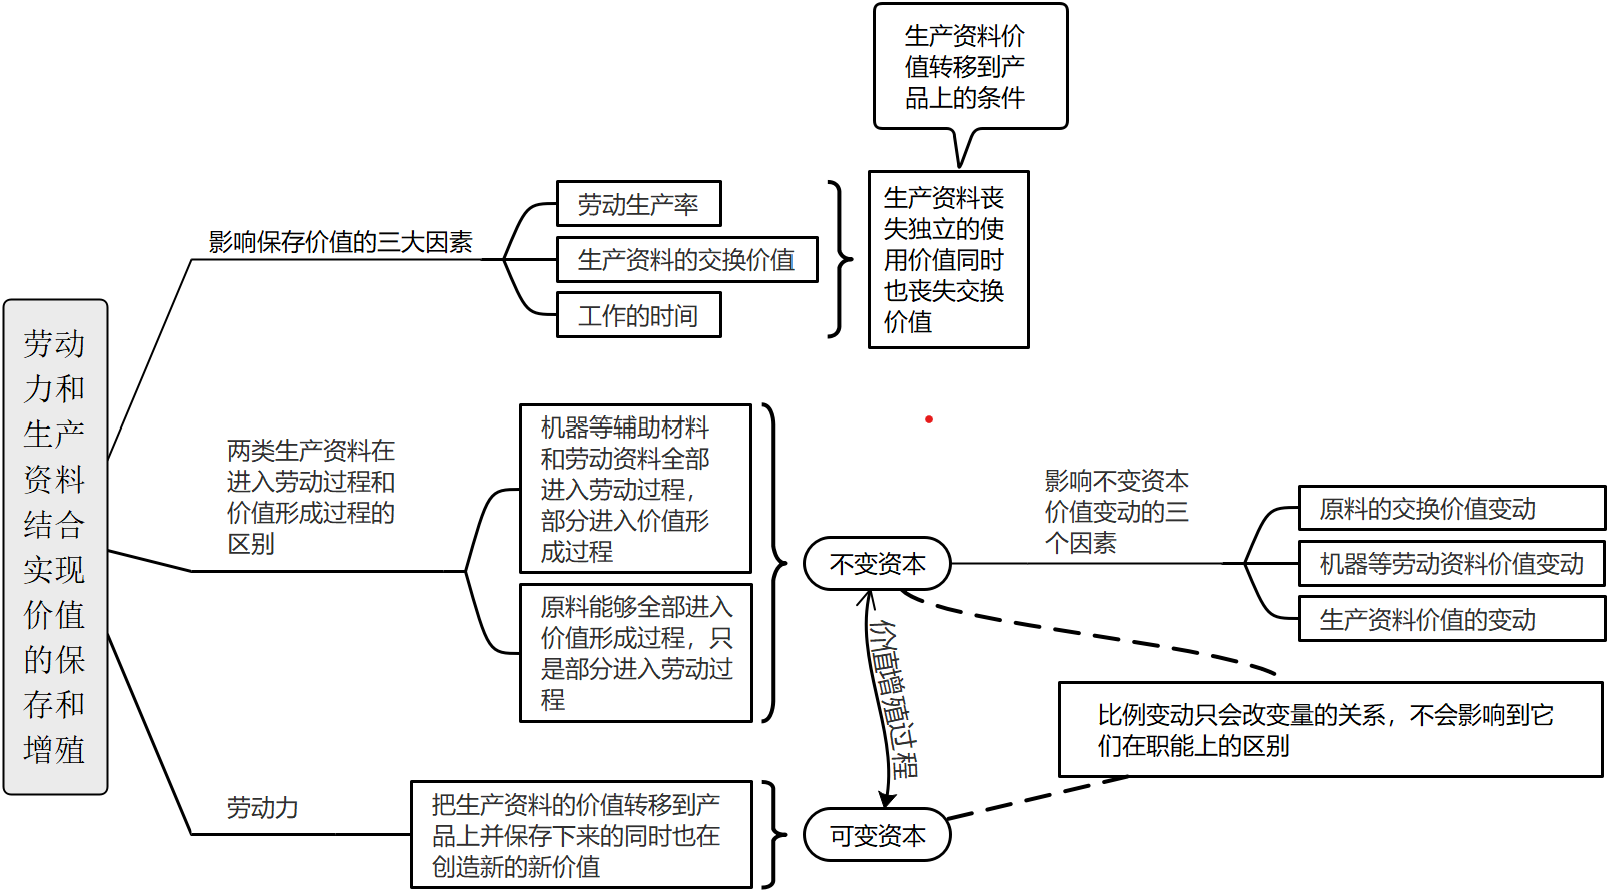 劳动
力和
生产
资料
结合
实现
价值
的保
存和
增殖
影响保存价值的三大因素
劳动生产率
生产资料的交换价值
工作的时间
生产资料价
值转移到产
品上的条件
生产资料丧
失独立的使
用价值同时
也丧失交换
价值
两类生产资料在
进入劳动过程和
价值形成过程的
区别
机器等辅助材料
和劳动资料全部
进入劳动过程，
部分进入价值形
成过程
原料能够全部进入
价值形成过程，只
是部分进入劳动过
程
不变资本
影响不变资本
价值变动的三
个因素
原料的交换价值变动
机器等劳动资料价值变动
生产资料价值的变动
价值增殖过程
比例变动只会改变量的关系，不会影响到它
们在职能上的区别
劳动力
把生产资料的价值转移到产
品上并保存下来的同时也在
创造新的新价值
可变资本